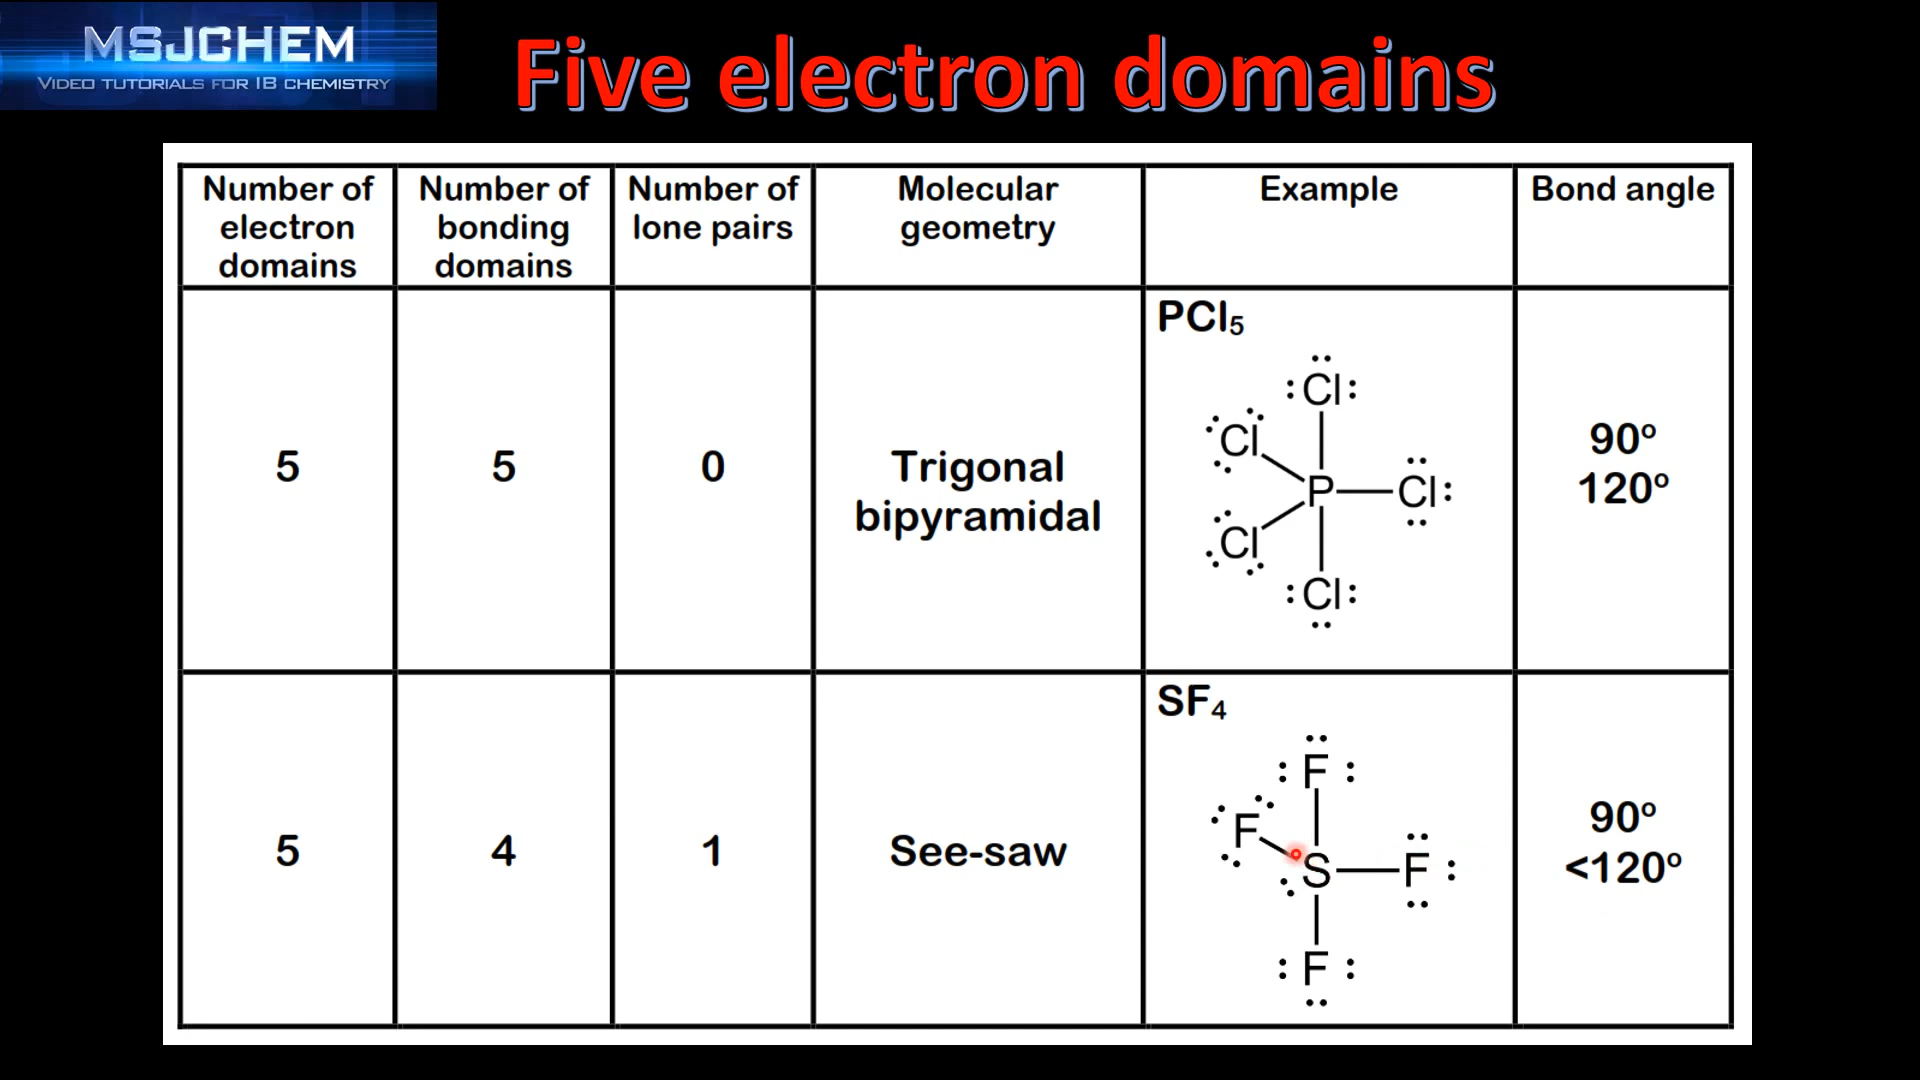 MSJCHEM
VIDEO TUTORIALS FOR IB CHEMISTRY
Five electron domains
Number of electron domains
Number of bonding domains
Number of lone pairs
Molecular geometry
Example
Bond angle
5
5
0
Trigonal bipyramidal
PCl₅
:Cl:
Cl
P
Cl:
Cl
:Cl:
90º
120º
5
4
1
See-saw
SF₄
:F:
F
:S
F:
:F:
90º
<120º